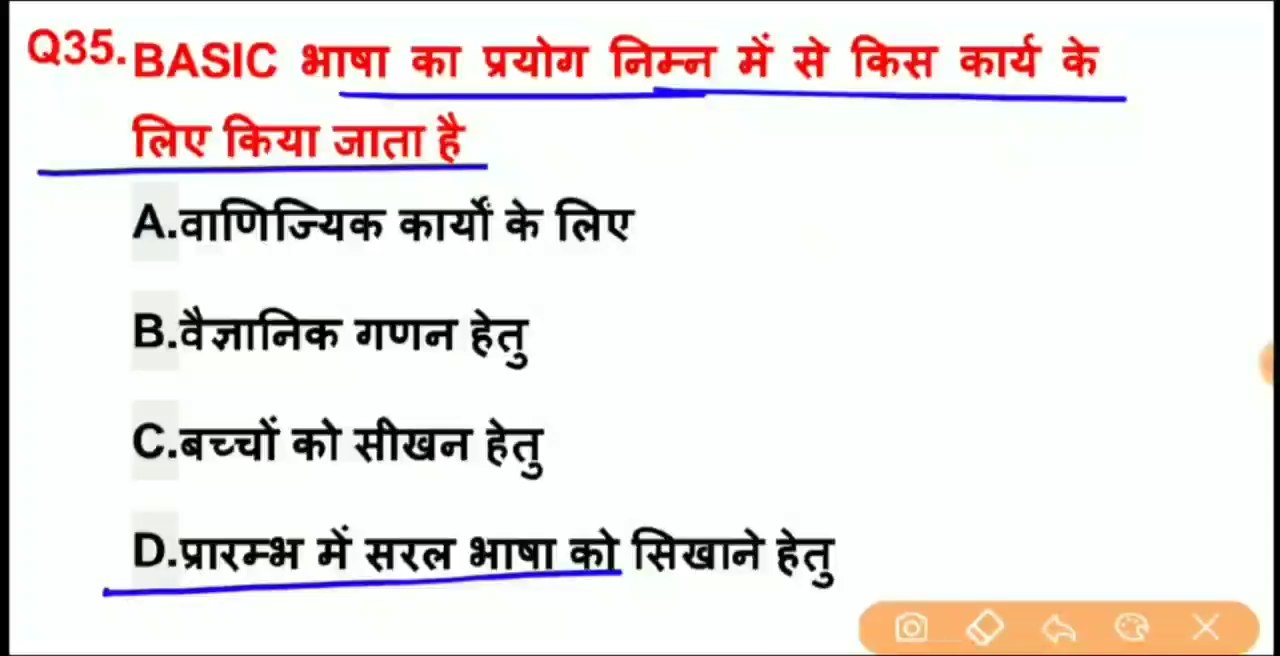 Q35. BASIC भाषा का प्रयोग निम्न में से किस कार्य के
लिए किया जाता है
A.वाणिज्यिक कार्यों के लिए
B.वैज्ञानिक गणन हेतु
C.बच्चों को सीखन हेतु
D.प्रारम्भ में सरल भाषा को सिखाने हेतु